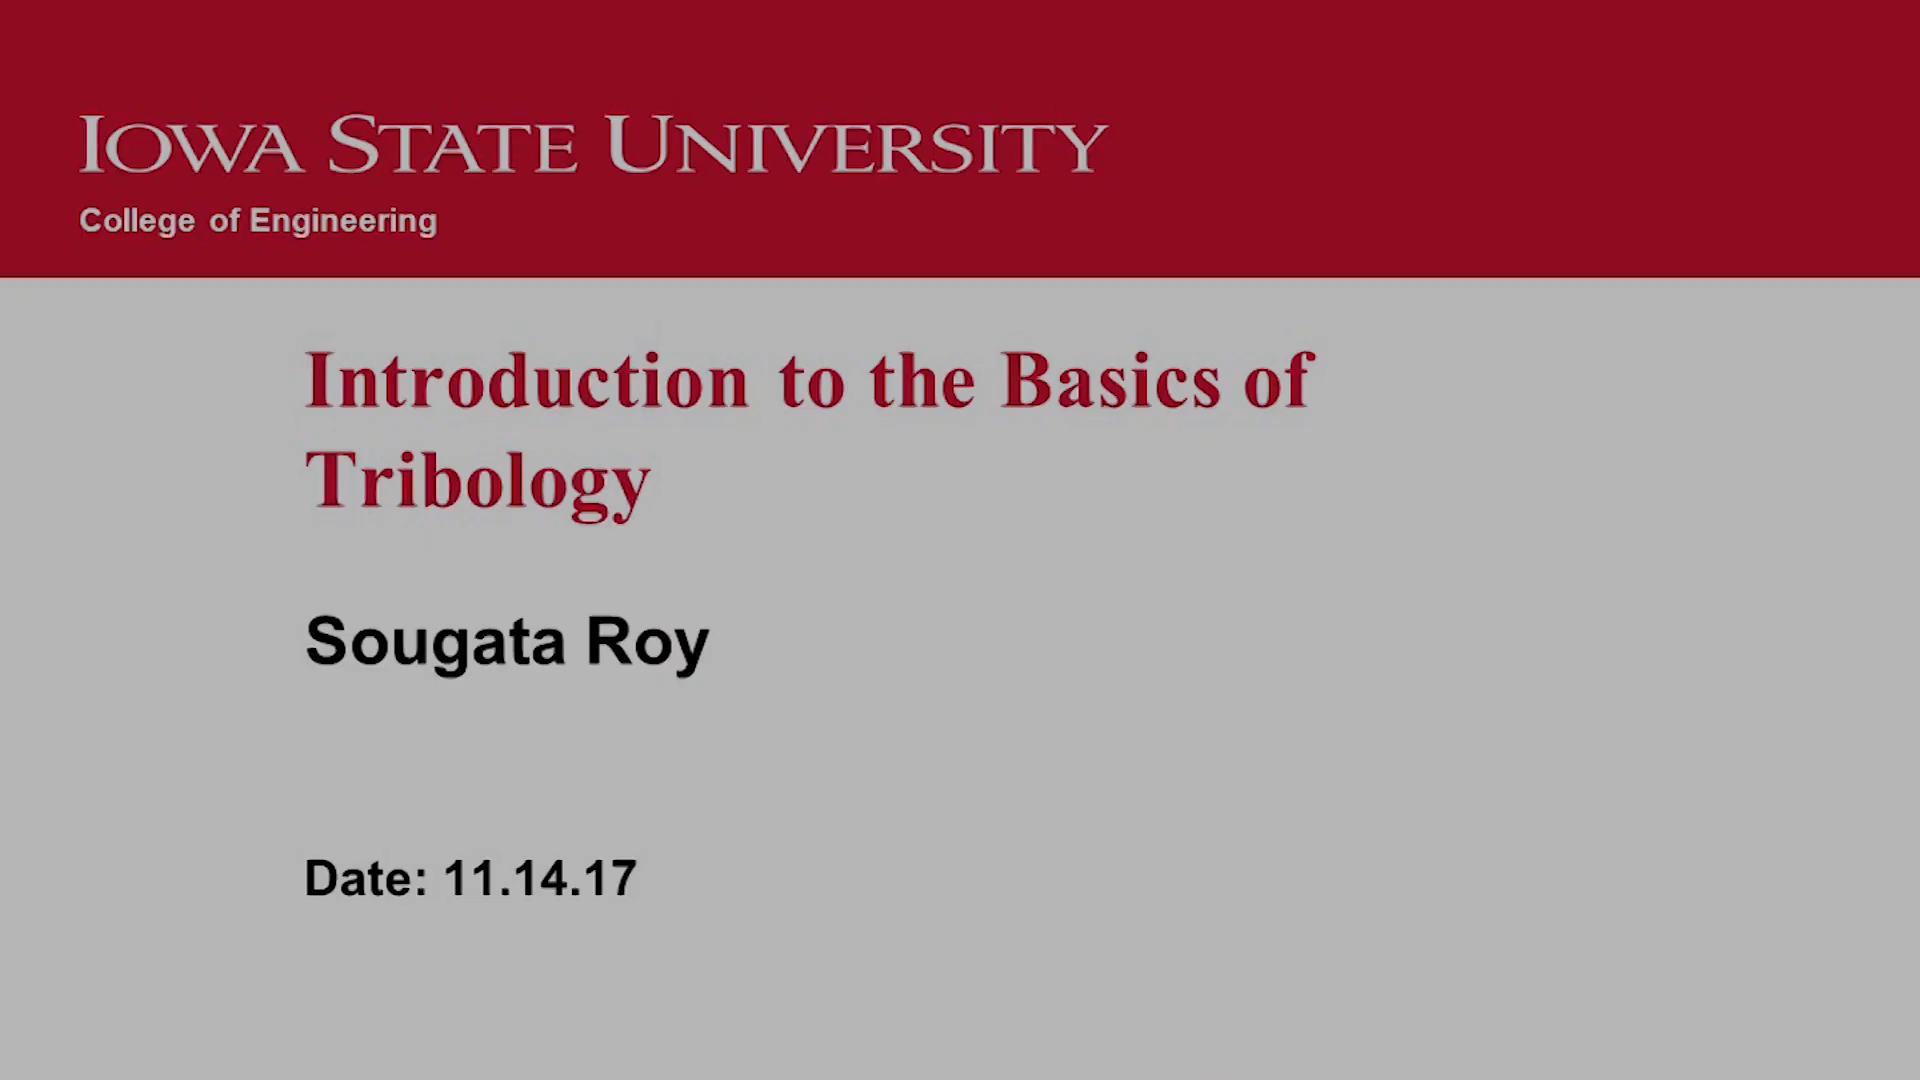 IOWA STATE UNIVERSITY
College of Engineering
Introduction to the Basics of
Tribology
Sougata Roy
Date: 11.14.17